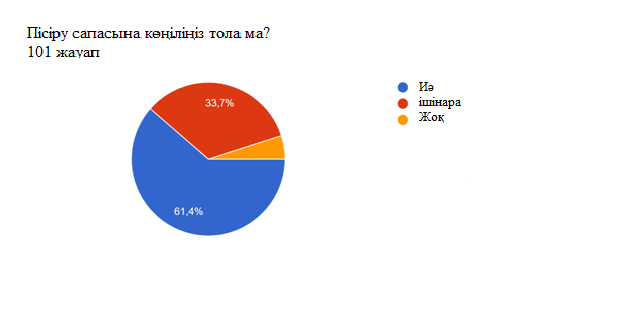 Пісіру сапасына көңіліңіз тола ма?
101 жауап
33,7%
61,4%
Иә
ішінара
Жоқ